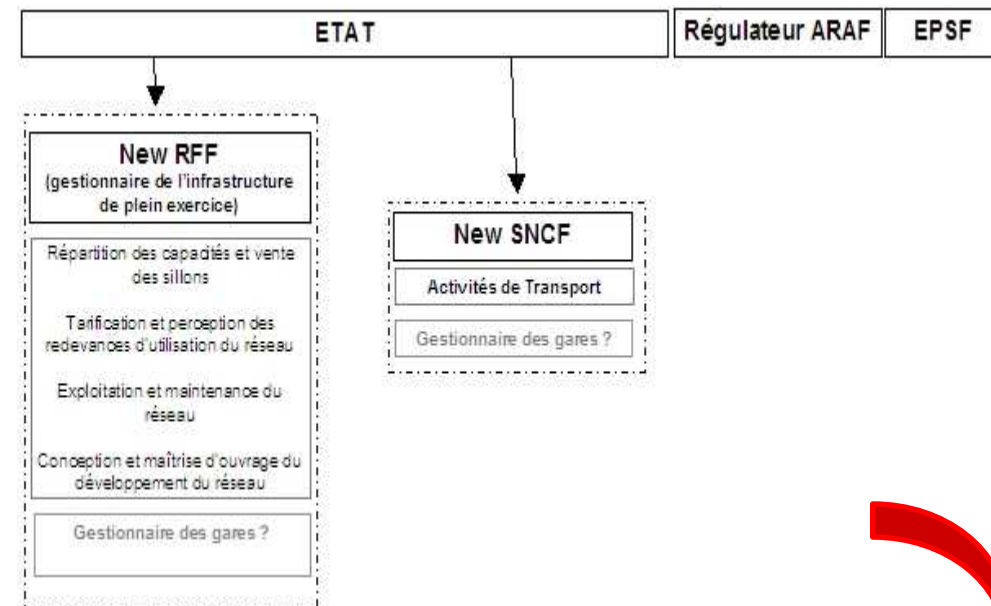 ETAT
Régulateur ARAF
EPSF
New RFF
(gestionnaire de l'infrastructure
de plein exercice)
Répartition des capacités et vente
des sillons
Tarification et perception des
redevances d'utilisation du réseau
Exploitation et maintenance du
réseau
Conception et maîtrise d'ouvrage du
développement du réseau
Gestionnaire des gares ?
New SNCF
Activités de Transport
Gestionnaire des gares ?